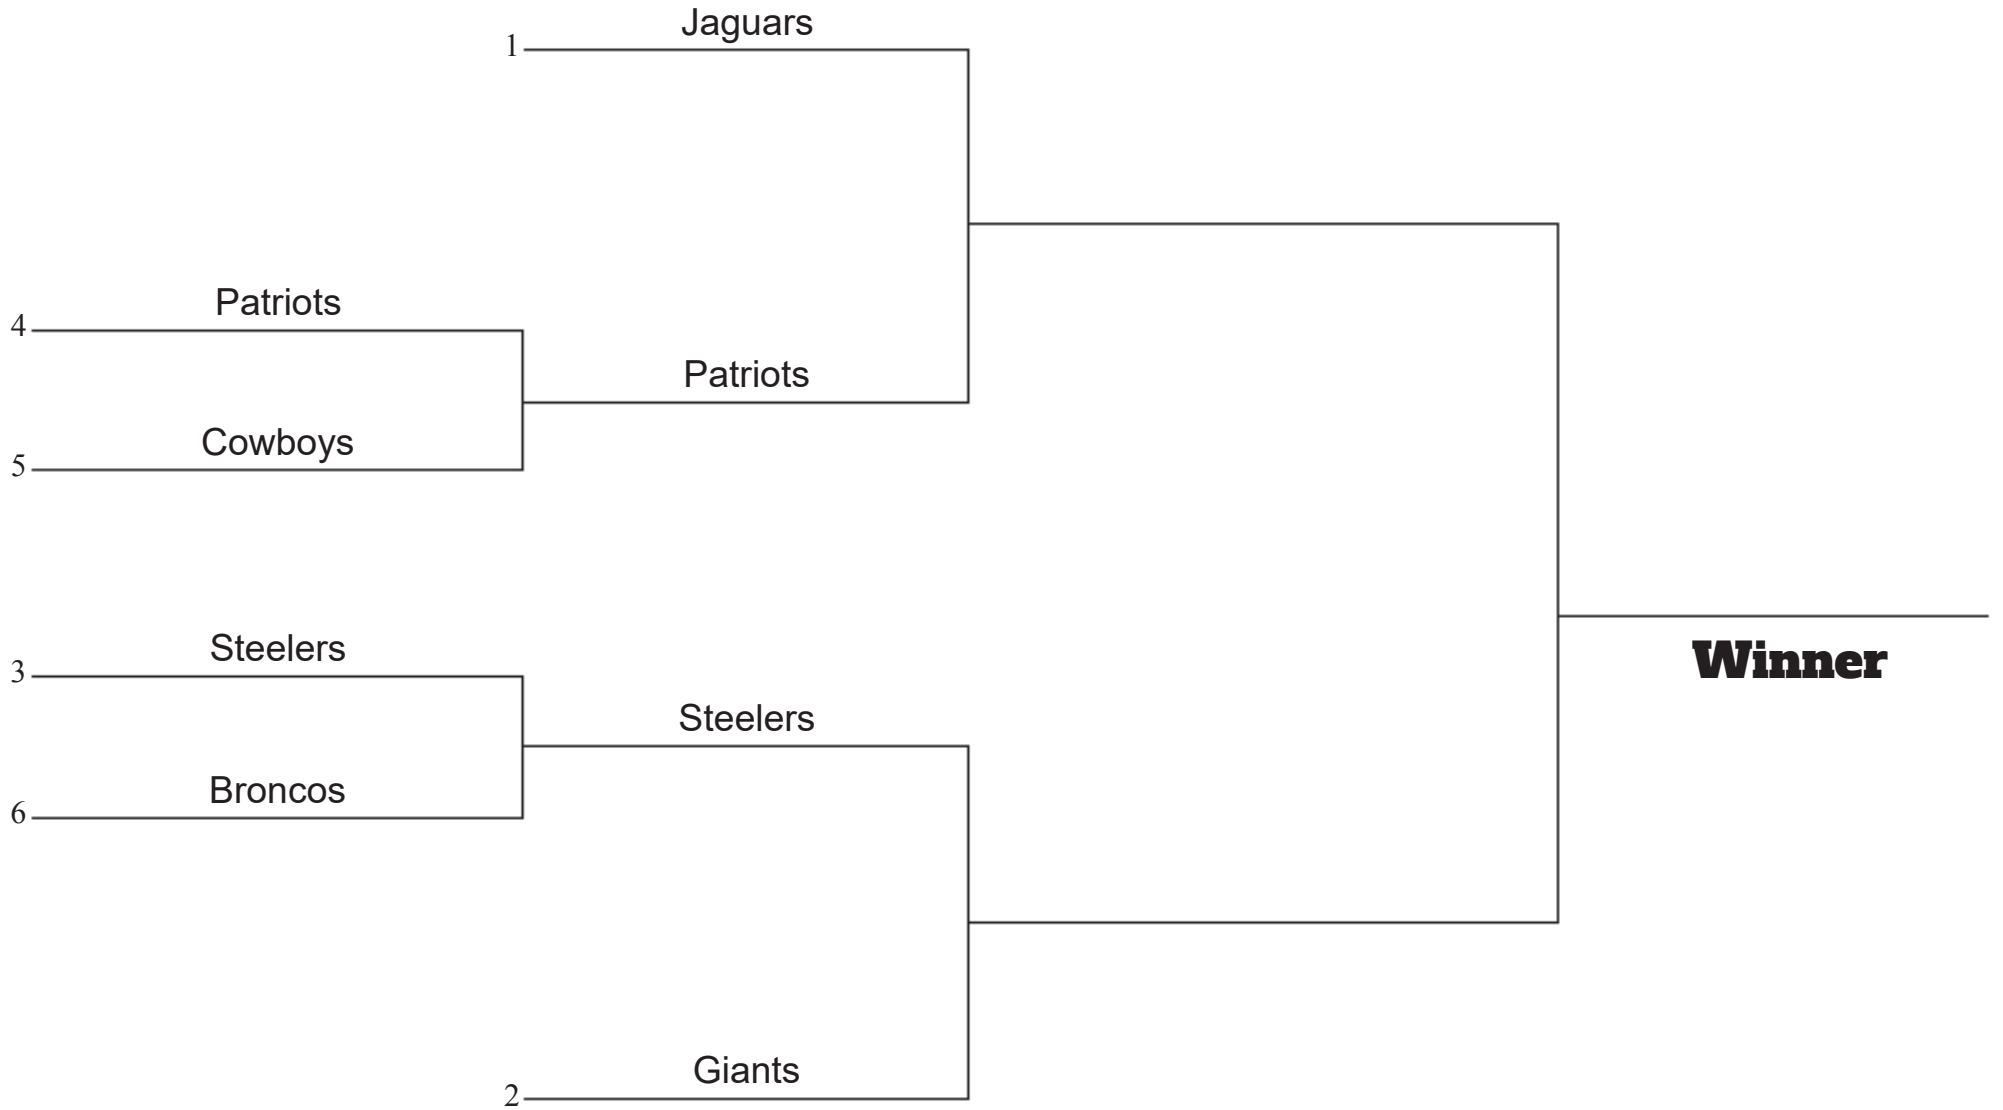 Jaguars
1
Patriots
4
Patriots
Cowboys
5
Steelers
3
Winner
Steelers
Broncos
6
Giants
2